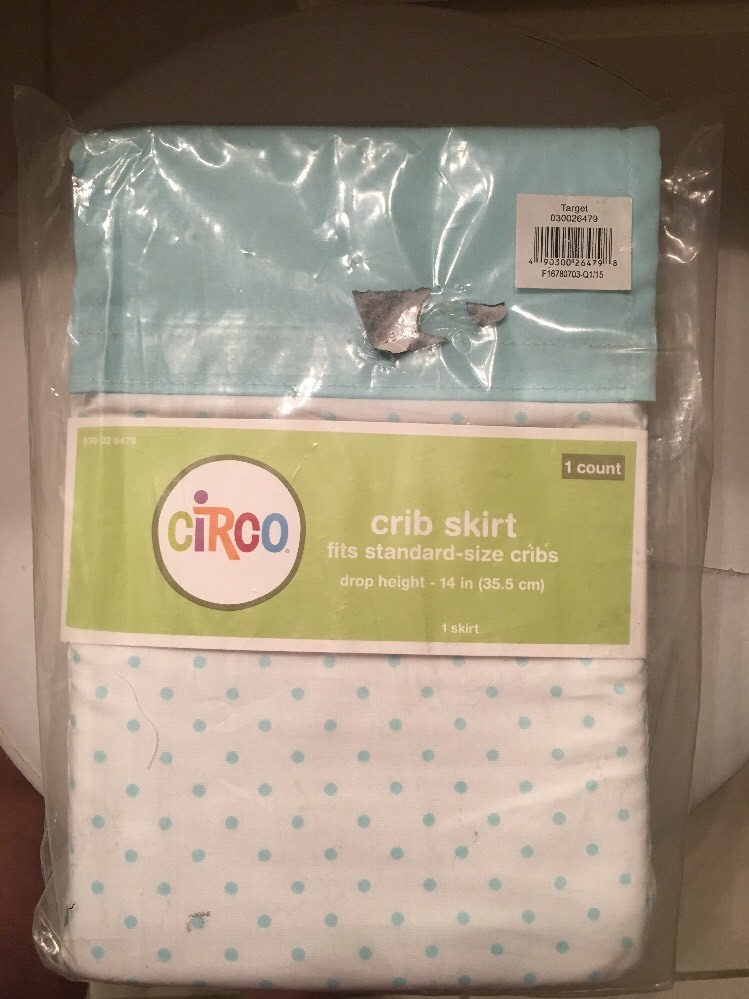 Target
030026479
4 90300 26479 8
F16780703-Q1/15
030 02 6479
1 count
CIRCO
crib skirt
fits standard-size cribs
drop height - 14 in (35.5 cm)
1 skirt